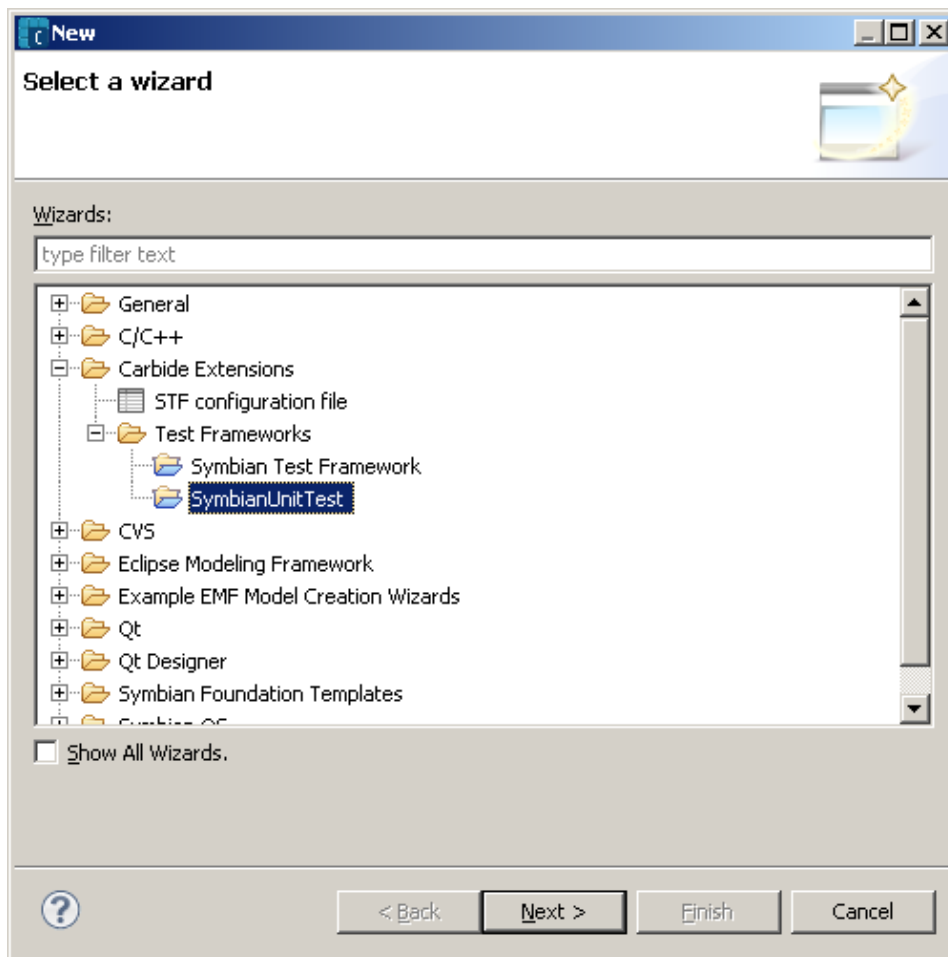 New
Select a wizard
Wizards:
type filter text
General
C/C++
Carbide Extensions
STF configuration file
Test Frameworks
Symbian Test Framework
SymbianUnitTest
CVS
Eclipse Modeling Framework
Example EMF Model Creation Wizards
Qt
Qt Designer
Symbian Foundation Templates
Symbian OS
Show All Wizards.
< Back Next > Finish Cancel